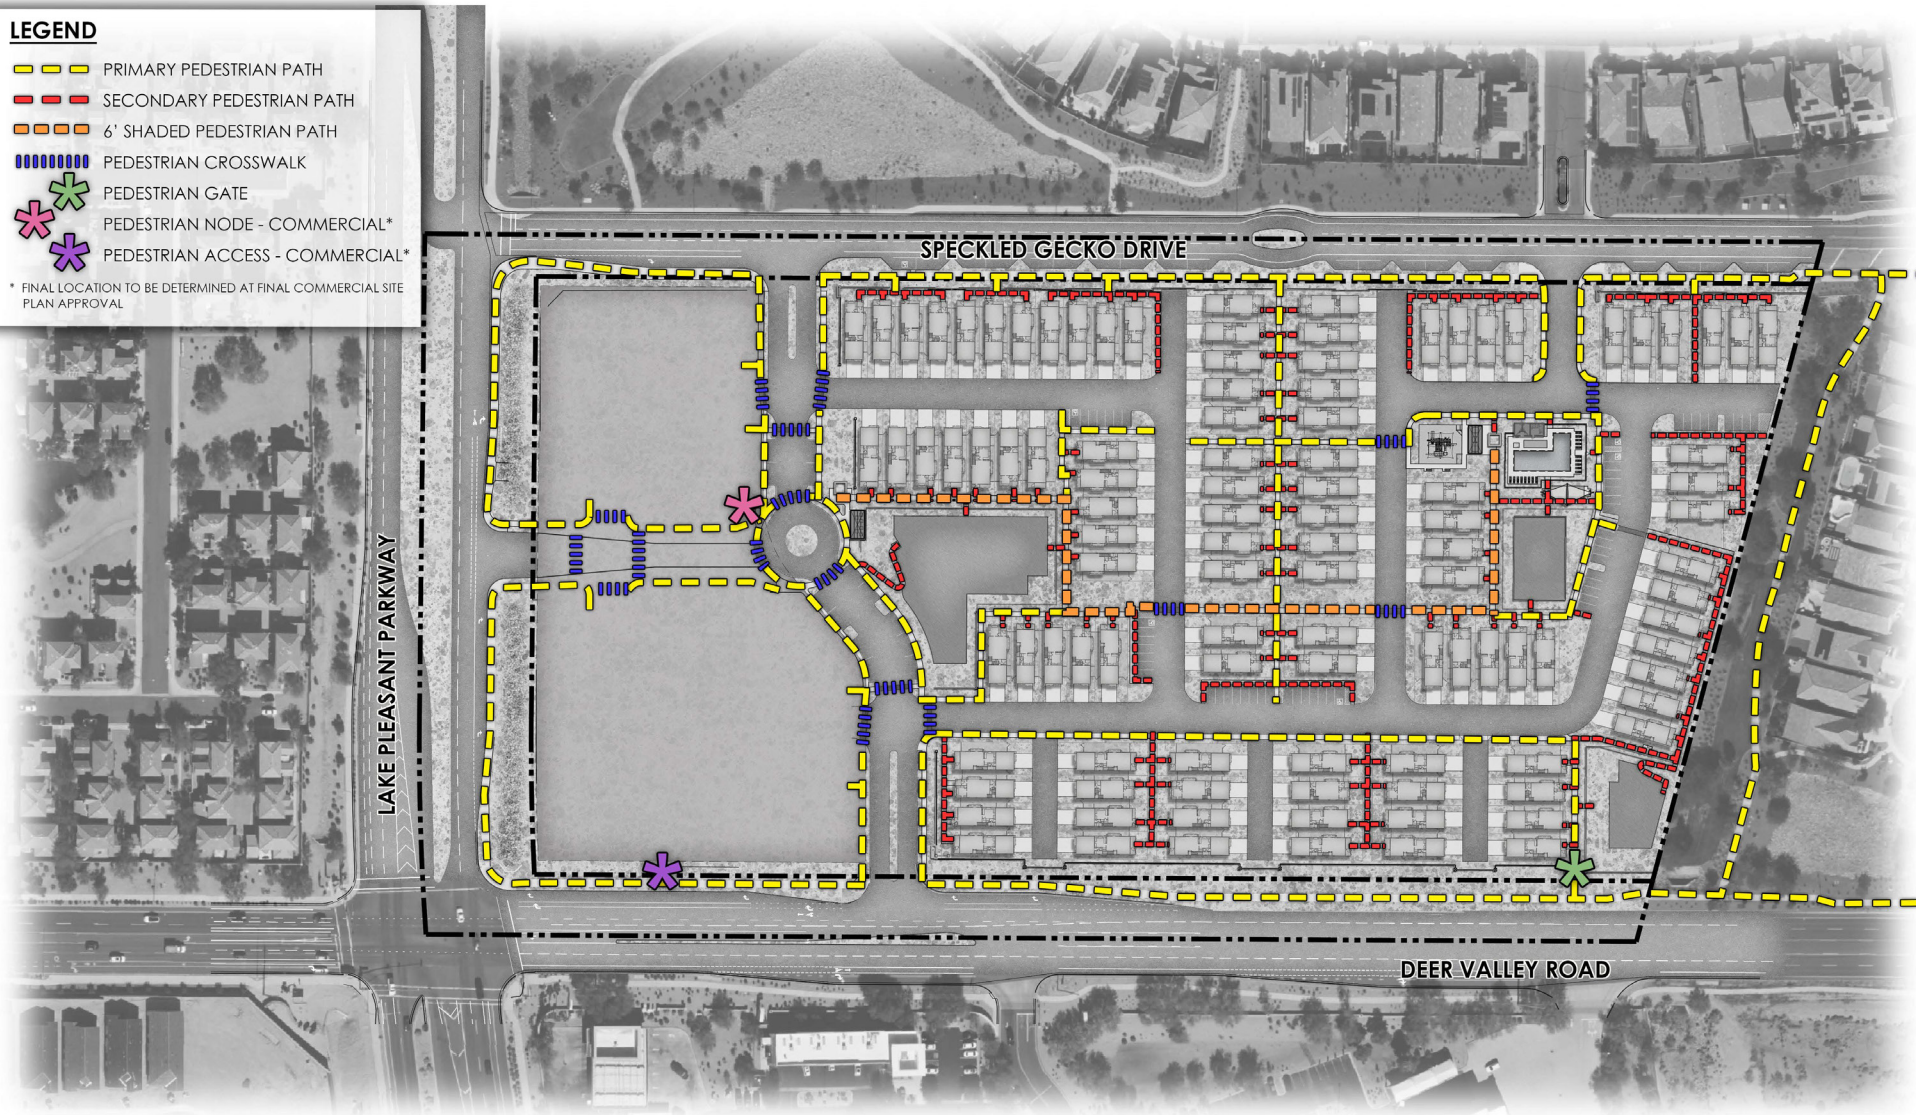 LEGEND
PRIMARY PEDESTRIAN PATH
SECONDARY PEDESTRIAN PATH
6' SHADED PEDESTRIAN PATH
PEDESTRIAN CROSSWALK
PEDESTRIAN GATE
PEDESTRIAN NODE - COMMERCIAL*
PEDESTRIAN ACCESS - COMMERCIAL*
* FINAL LOCATION TO BE DETERMINED AT FINAL COMMERCIAL SITE
PLAN APPROVAL
SPECKLED GECKO DRIVE
LAKE PLEASANT PARKWAY
DEER VALLEY ROAD